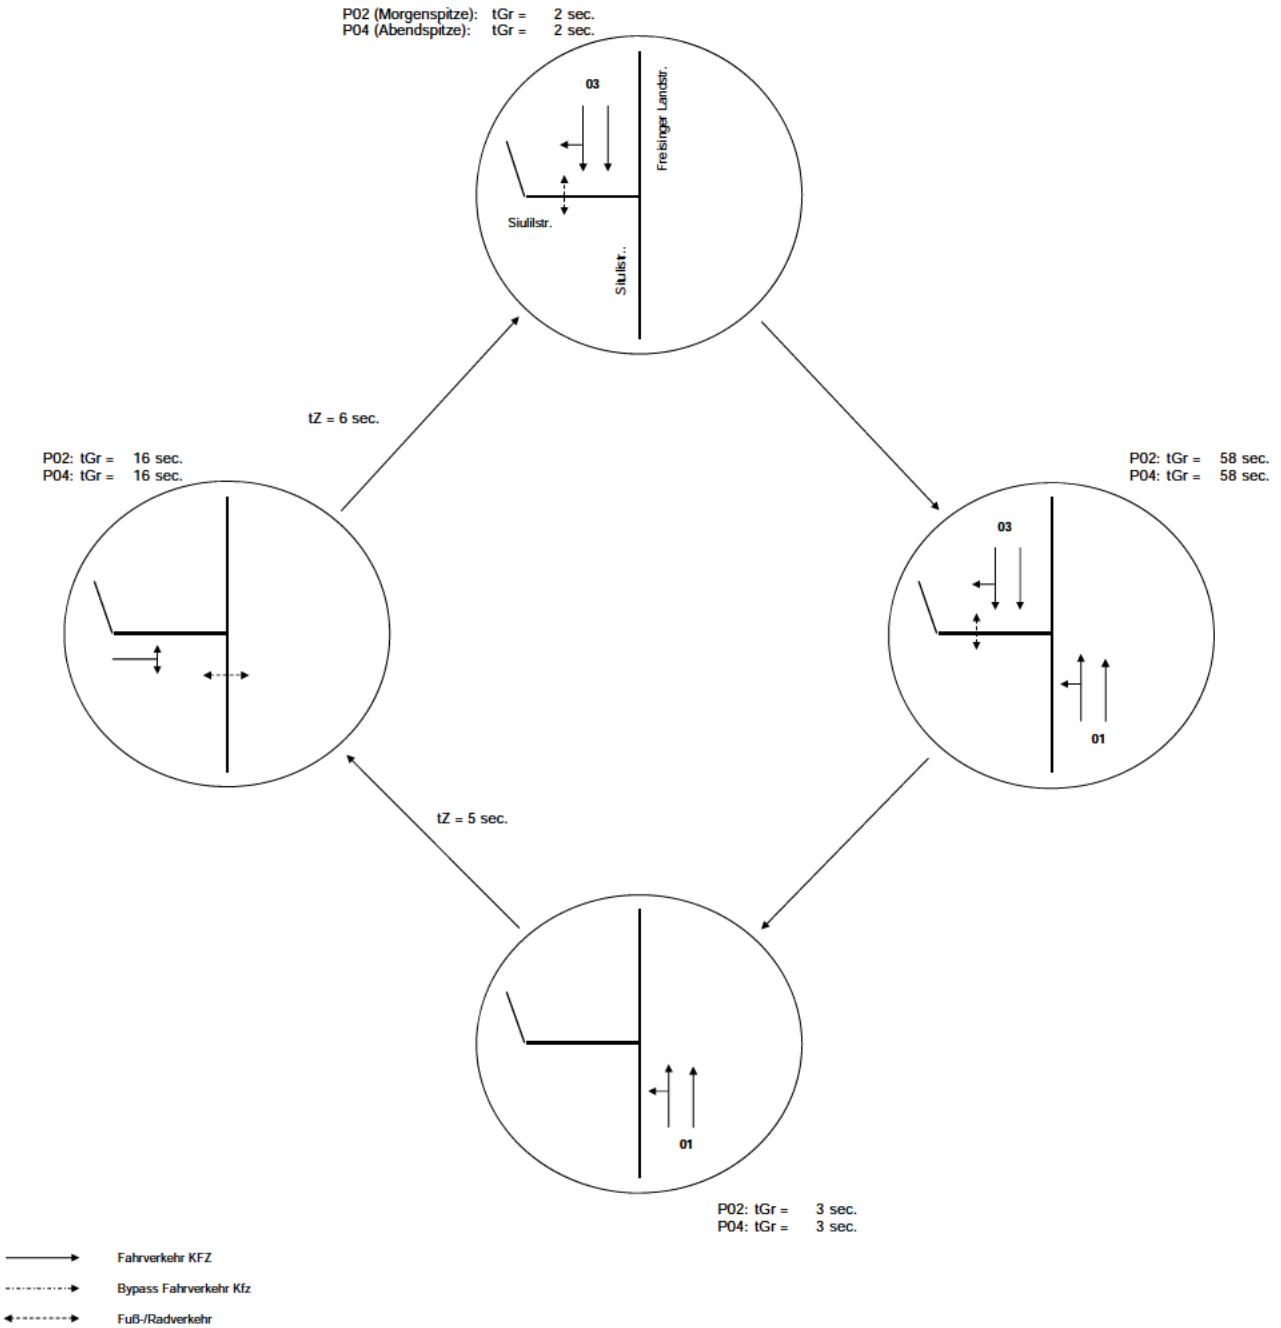 P02 (Morgenspitze): tGr = 2 sec.
P04 (Abendspitze): tGr = 2 sec.
03
Freisinger Landstr.
Siulilstr.
Situlistr..
tZ = 6 sec.
P02: tGr = 16 sec.
P04: tGr = 16 sec.
P02: tGr = 58 sec.
P04: tGr = 58 sec.
03
01
tZ = 5 sec.
01
P02: tGr = 3 sec.
P04: tGr = 3 sec.
Fahrverkehr KFZ
Bypass Fahrverkehr Kfz
Fuß-/Radverkehr